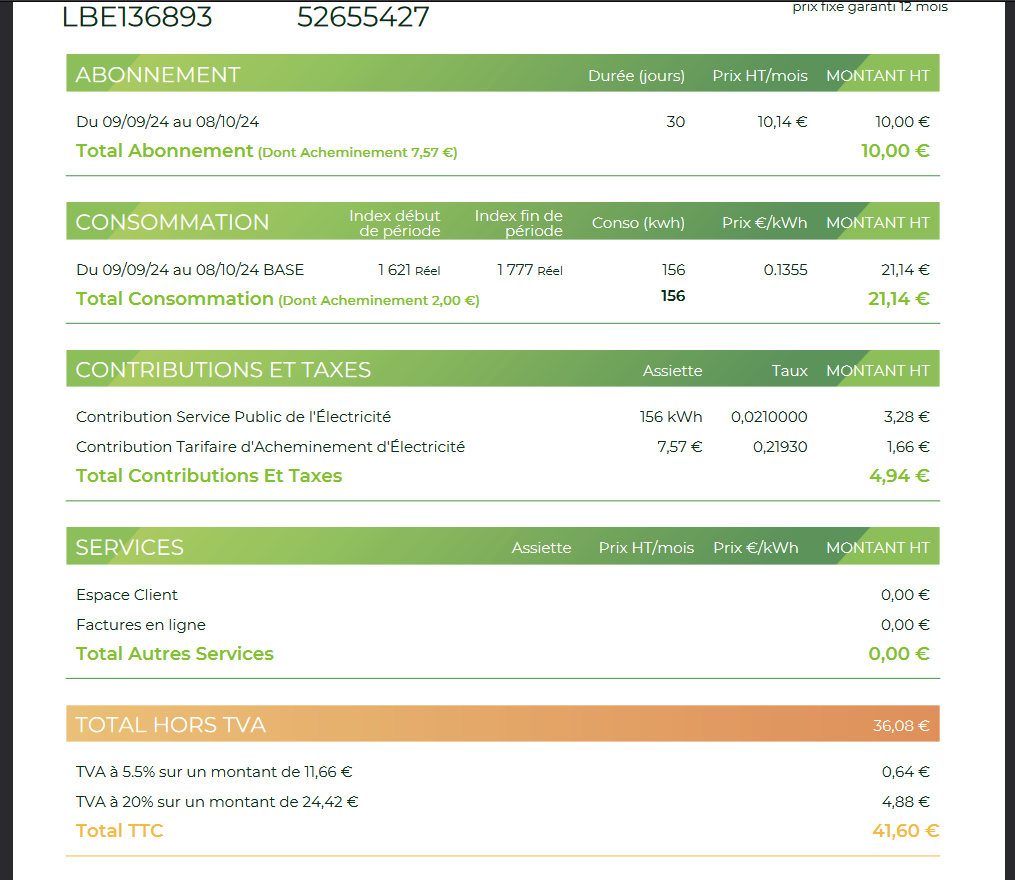 prix fixe garanti 12 mois
LBE136893 52655427
ABONNEMENT Durée (jours) Prix HT/mois MONTANT HT
Du 09/09/24 au 08/10/24 30 10,14 € 10,00 €
Total Abonnement (Dont Acheminement 7,57 €) 10,00 €
CONSOMMATION Index début de période Index fin de période Conso (kwh) Prix €/kWh MONTANT HT
Du 09/09/24 au 08/10/24 BASE 1 621 Réel 1 777 Réel 156 0.1355 21,14 €
Total Consommation (Dont Acheminement 2,00 €) 156 21,14 €
CONTRIBUTIONS ET TAXES Assiette Taux MONTANT HT
Contribution Service Public de l'Électricité 156 kWh 0,0210000 3,28 €
Contribution Tarifaire d'Acheminement d'Électricité 7,57 € 0,21930 1,66 €
Total Contributions Et Taxes 4,94 €
SERVICES Assiette Prix HT/mois Prix €/kWh MONTANT HT
Espace Client 0,00 €
Factures en ligne 0,00 €
Total Autres Services 0,00 €
TOTAL HORS TVA 36,08 €
TVA à 5.5% sur un montant de 11,66 € 0,64 €
TVA à 20% sur un montant de 24,42 € 4,88 €
Total TTC 41,60 €